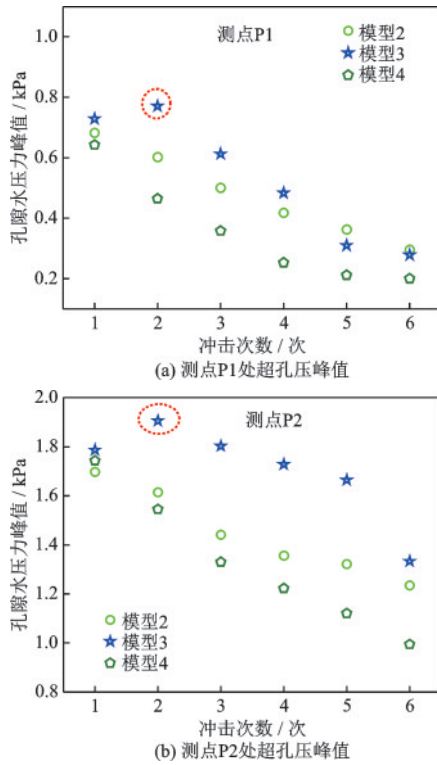 测点P1
模型2
模型3
模型4
孔隙水压力峰值 / kPa
1.0
0.8
0.6
0.4
0.2
1 2 3 4 5 6
冲击次数 / 次
(a) 测点P1处超孔压峰值
测点P2
孔隙水压力峰值 / kPa
2.0
1.8
1.6
1.4
1.2
1.0
0.8
模型2
模型3
模型4
1 2 3 4 5 6
冲击次数 / 次
(b) 测点P2处超孔压峰值